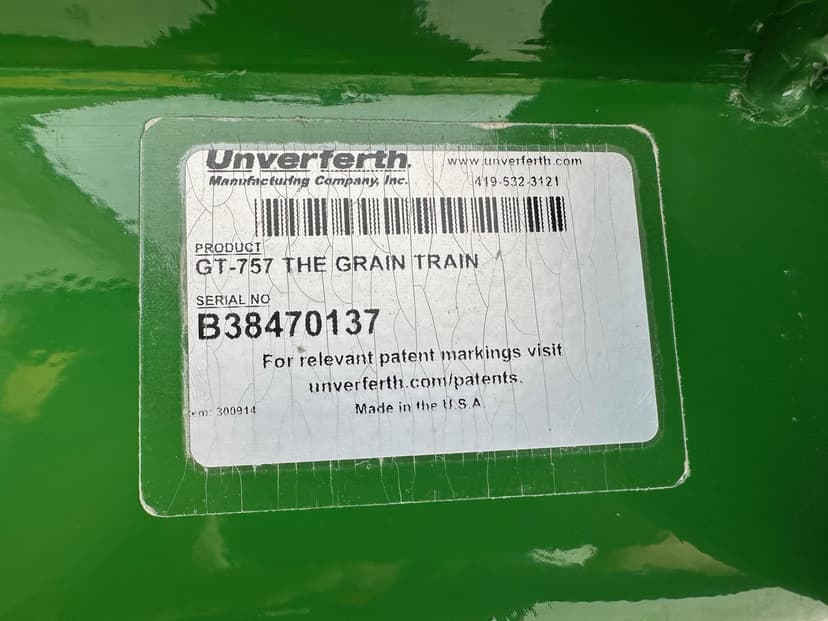 Unverferth.
www.unverferth.com
Manufacturing Company, Inc.
419-532-3121
PRODUCT
GT-757 THE GRAIN TRAIN
SERIAL NO
B38470137
For relevant patent markings visit
unverferth.com/patents.
Made in the U.S.A.
300914